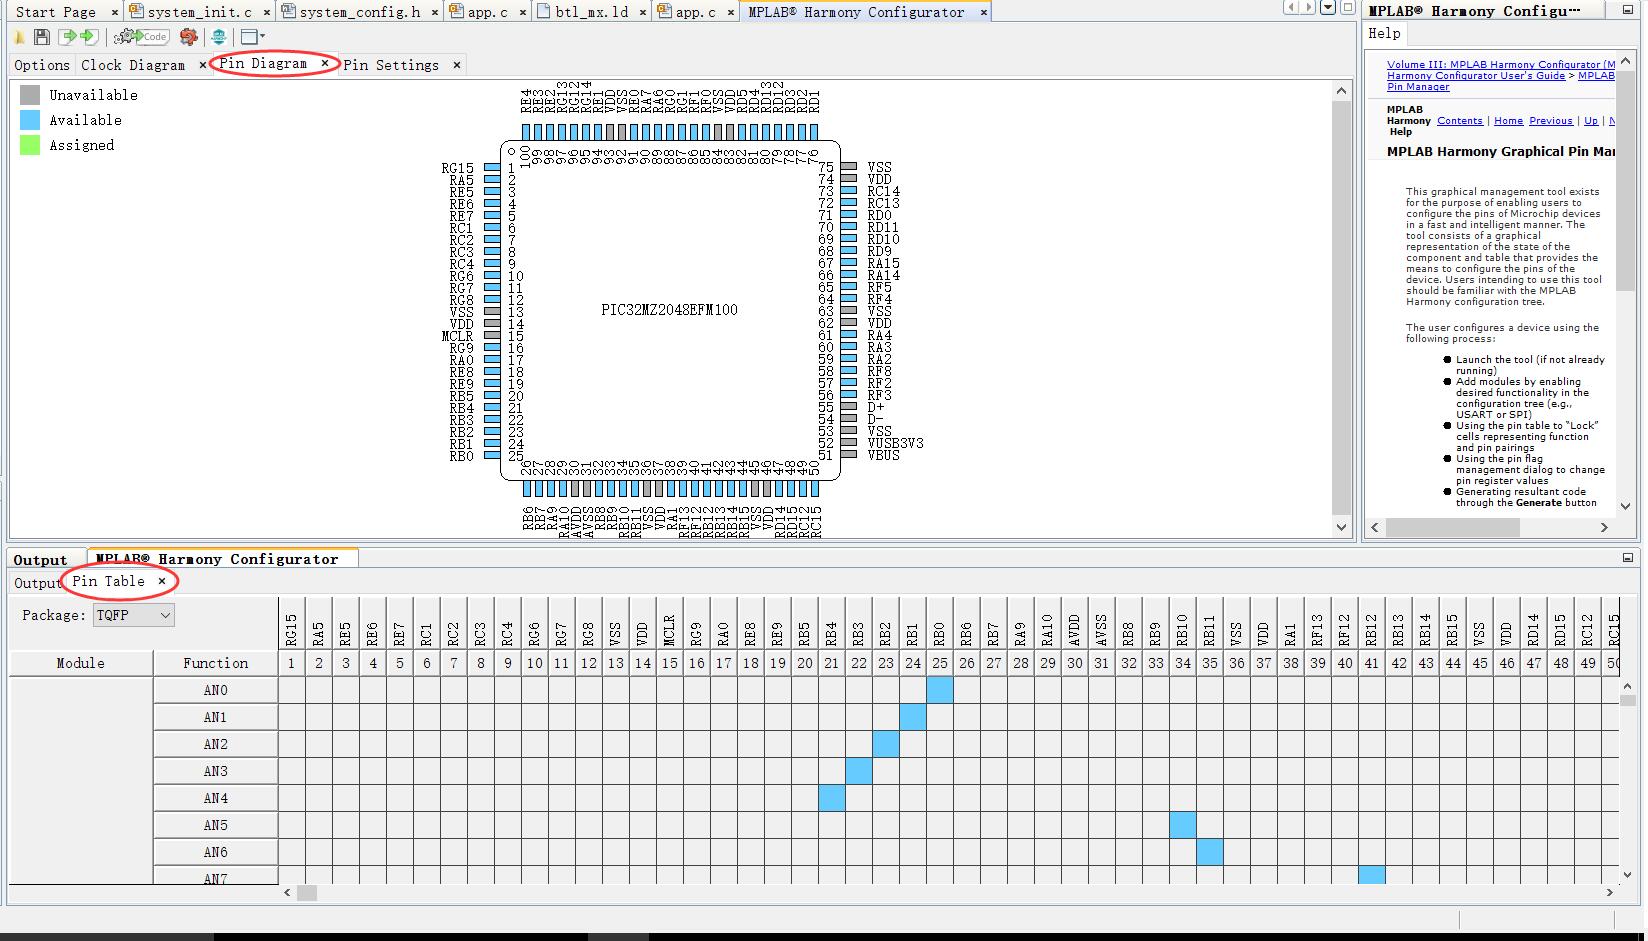 Start Page × system_init.c × system_config.h × app.c × btl_mx.ld × app.c × MPLAB® Harmony Configurator ×
Code
Options Clock Diagram × Pin Diagram × Pin Settings ×
Unavailable
Available
Assigned
RE4 RE3 RE2 RG13 RG12 RG14 RE1 VDD VSS RE0 RA7 RA6 RG0 RG1 RF1 RF0 VSS VDD RD5 RD4 RD13 RD12 RD3 RD2 RD1
100 99 98 97 96 95 94 93 92 91 90 89 88 87 86 85 84 83 82 81 80 79 78 77 76
RG15 1
RA5 2
RE5 3
RE6 4
RE7 5
RC1 6
RC2 7
RC3 8
RC4 9
RG6 10
RG7 11
RG8 12
VSS 13
VDD 14
MCLR 15
RG9 16
RA0 17
RE8 18
RE9 19
RB5 20
RB4 21
RB3 22
RB2 23
RB1 24
RB0 25
PIC32MZ2048EFM100
75 VSS
74 VDD
73 RC14
72 RC13
71 RD0
70 RD11
69 RD10
68 RD9
67 RA15
66 RA14
65 RF5
64 RF4
63 VSS
62 VDD
61 RA4
60 RA3
59 RA2
58 RF8
57 RF2
56 RF3
55 D+
54 D-
53 VSS
52 VUSB3V3
51 VBUS
26 27 28 29 30 31 32 33 34 35 36 37 38 39 40 41 42 43 44 45 46 47 48 49 50
RB6 RB7 RA9 RA10 AVDD AVSS RB8 RB9 RB10 RB11 VSS VDD RA1 RF13 RF12 RB12 RB13 RB14 RB15 VSS VDD RD14 RD15 RC12 RC15
MPLAB® Harmony Configu...
Help
Volume III: MPLAB Harmony Configurator (M
Harmony Configurator User's Guide > MPLAB
Pin Manager
MPLAB
Harmony Contents | Home Previous | Up | N
Help
MPLAB Harmony Graphical Pin Mar
This graphical management tool exists
for the purpose of enabling users to
configure the pins of Microchip devices
in a fast and intelligent manner. The
tool consists of a graphical
representation of the state of the
component and table that provides the
means to configure the pins of the
device. Users intending to use this tool
should be familiar with the MPLAB
Harmony configuration tree.
The user configures a device using the
following process:
● Launch the tool (if not already
running)
● Add modules by enabling
desired functionality in the
configuration tree (e.g.,
USART or SPI)
● Using the pin table to “Lock”
cells representing function
and pin pairings
● Using the pin flag
management dialog to change
pin register values
● Generating resultant code
through the Generate button
Output MPLAB® Harmony Configurator
Output Pin Table ×
Package: TQFP
RG15 RA5 RE5 RE6 RE7 RC1 RC2 RC3 RC4 RG6 RG7 RG8 VSS VDD MCLR RG9 RA0 RE8 RE9 RB5 RB4 RB3 RB2 RB1 RB0 RB6 RB7 RA9 RA10 AVDD AVSS RB8 RB9 RB10 RB11 VSS VDD RA1 RF13 RF12 RB12 RB13 RB14 RB15 VSS VDD RD14 RD15 RC12 RC15
Module Function 1 2 3 4 5 6 7 8 9 10 11 12 13 14 15 16 17 18 19 20 21 22 23 24 25 26 27 28 29 30 31 32 33 34 35 36 37 38 39 40 41 42 43 44 45 46 47 48 49 50
AN0
AN1
AN2
AN3
AN4
AN5
AN6
AN7